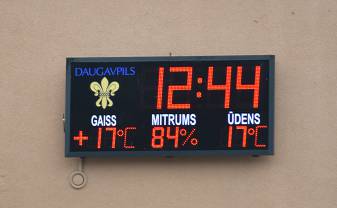 DAUGAVPILS
12:44
GAISS MITRUMS ŪDENS
+17°C 84% 17°C